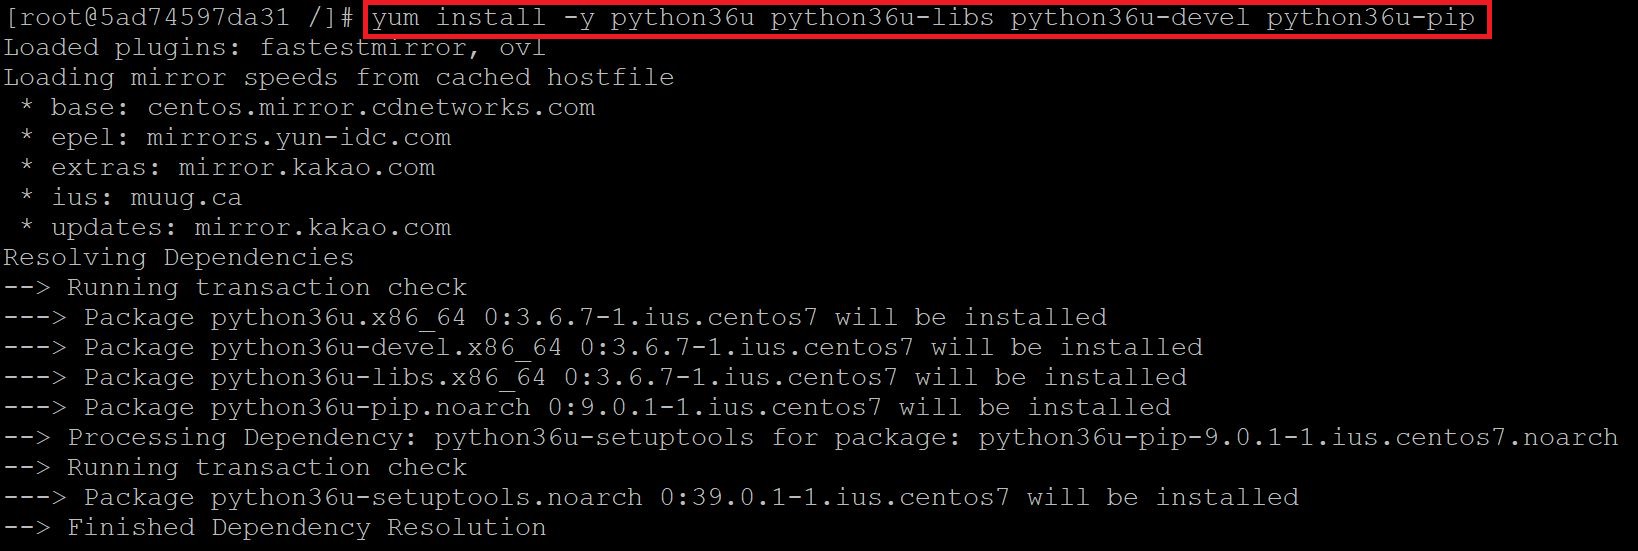 [root@5ad74597da31 /]# yum install -y python36u python36u-libs python36u-devel python36u-pip
Loaded plugins: fastestmirror, ovl
Loading mirror speeds from cached hostfile
 * base: centos.mirror.cdnetworks.com
 * epel: mirrors.yun-idc.com
 * extras: mirror.kakao.com
 * ius: muug.ca
 * updates: mirror.kakao.com
Resolving Dependencies
--> Running transaction check
---> Package python36u.x86_64 0:3.6.7-1.ius.centos7 will be installed
---> Package python36u-devel.x86_64 0:3.6.7-1.ius.centos7 will be installed
---> Package python36u-libs.x86_64 0:3.6.7-1.ius.centos7 will be installed
---> Package python36u-pip.noarch 0:9.0.1-1.ius.centos7 will be installed
--> Processing Dependency: python36u-setuptools for package: python36u-pip-9.0.1-1.ius.centos7.noarch
--> Running transaction check
---> Package python36u-setuptools.noarch 0:39.0.1-1.ius.centos7 will be installed
--> Finished Dependency Resolution